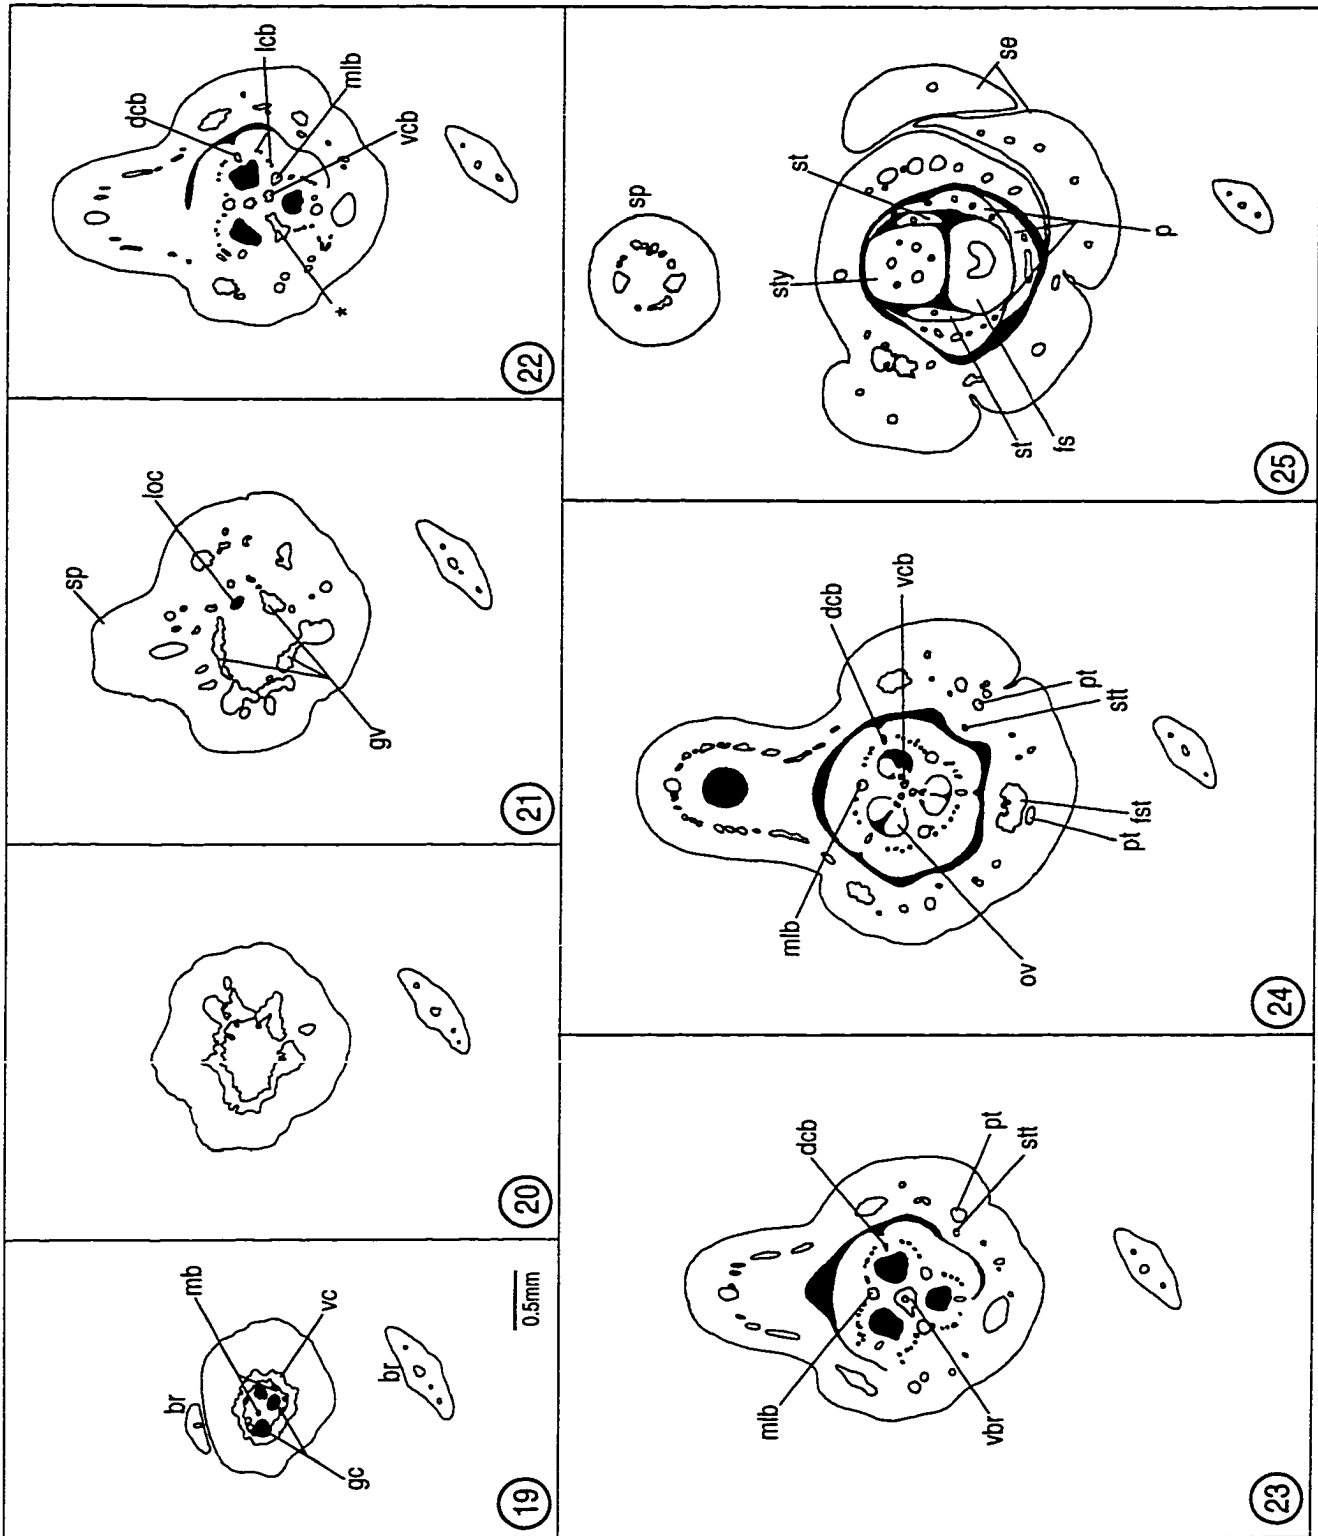 br
mb
vc
gc
br
0.5mm
19
20
sp
loc
gv
21
dcb
lcb
mlb
vcb
*
22
dcb
pt
stt
mlb
vbr
23
dcb
vcb
pt
stt
mlb
ov
pt
fst
24
sp
st
se
sty
p
st
fs
25